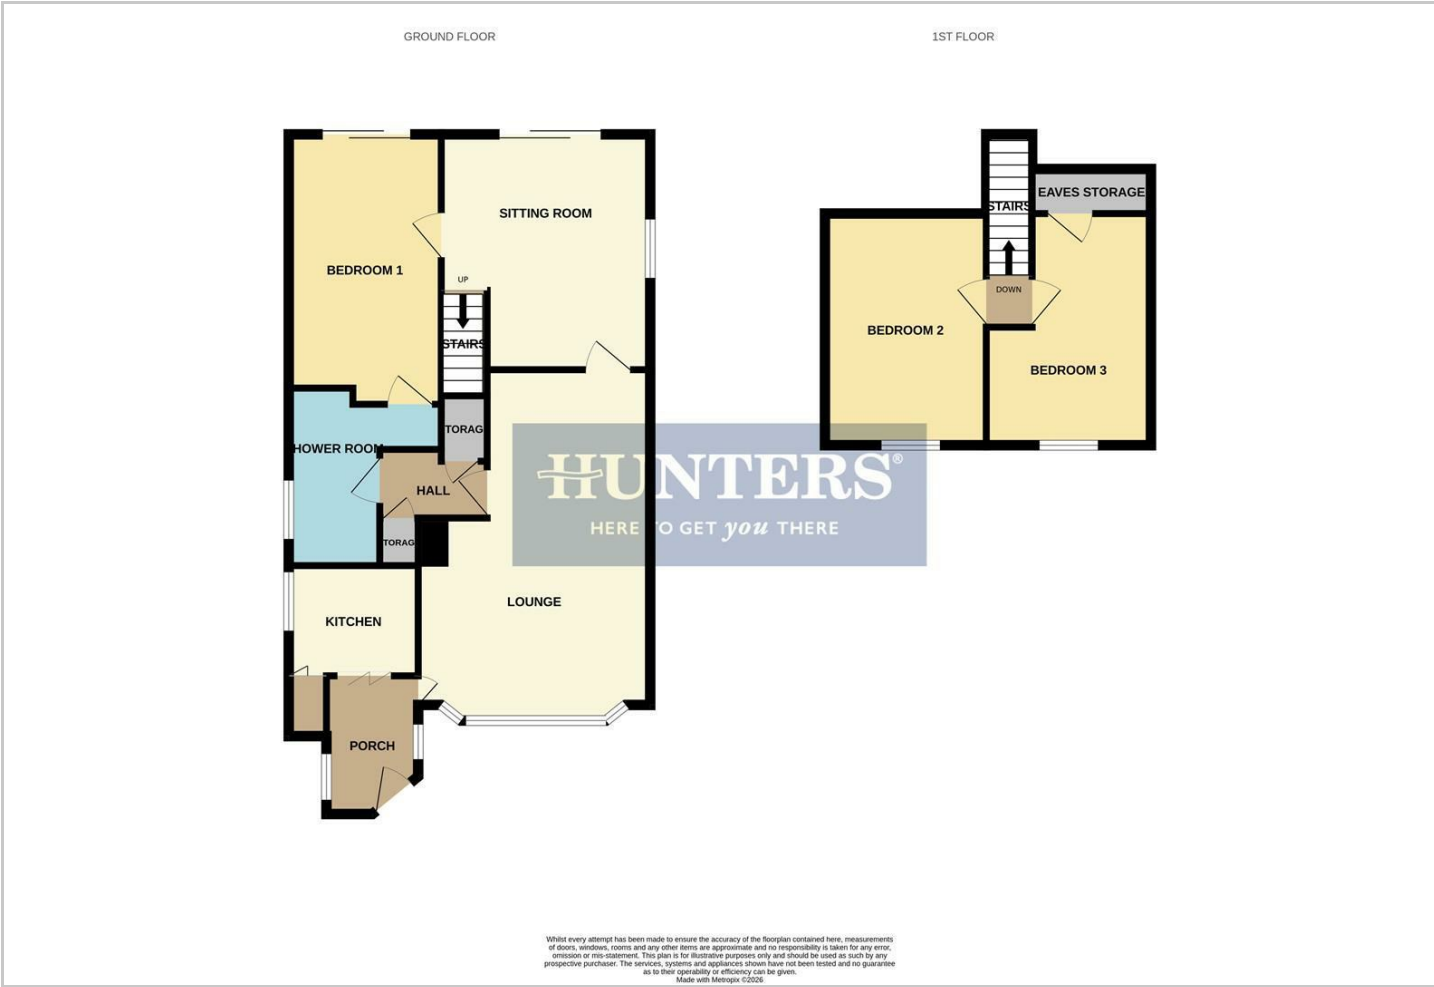 GROUND FLOOR
1ST FLOOR
SITTING ROOM
BEDROOM 1
UP
STAIRS
TORAG
HOWER ROOM
HALL
TORAG
LOUNGE
KITCHEN
PORCH
EAVES STORAGE
STAIRS
DOWN
BEDROOM 2
BEDROOM 3
HUNTERS®
HERE TO GET you THERE
Whilst every attempt has been made to ensure the accuracy of the floorplan contained here, measurements
of doors, windows, rooms and any other items are approximate and no responsibility is taken for any error,
omission or mis-statement. This plan is for illustrative purposes only and should be used as such by any
prospective purchaser. The services, systems and appliances shown have not been tested and no guarantee
as to their operability or efficiency can be given.
Made with Metropix ©2026